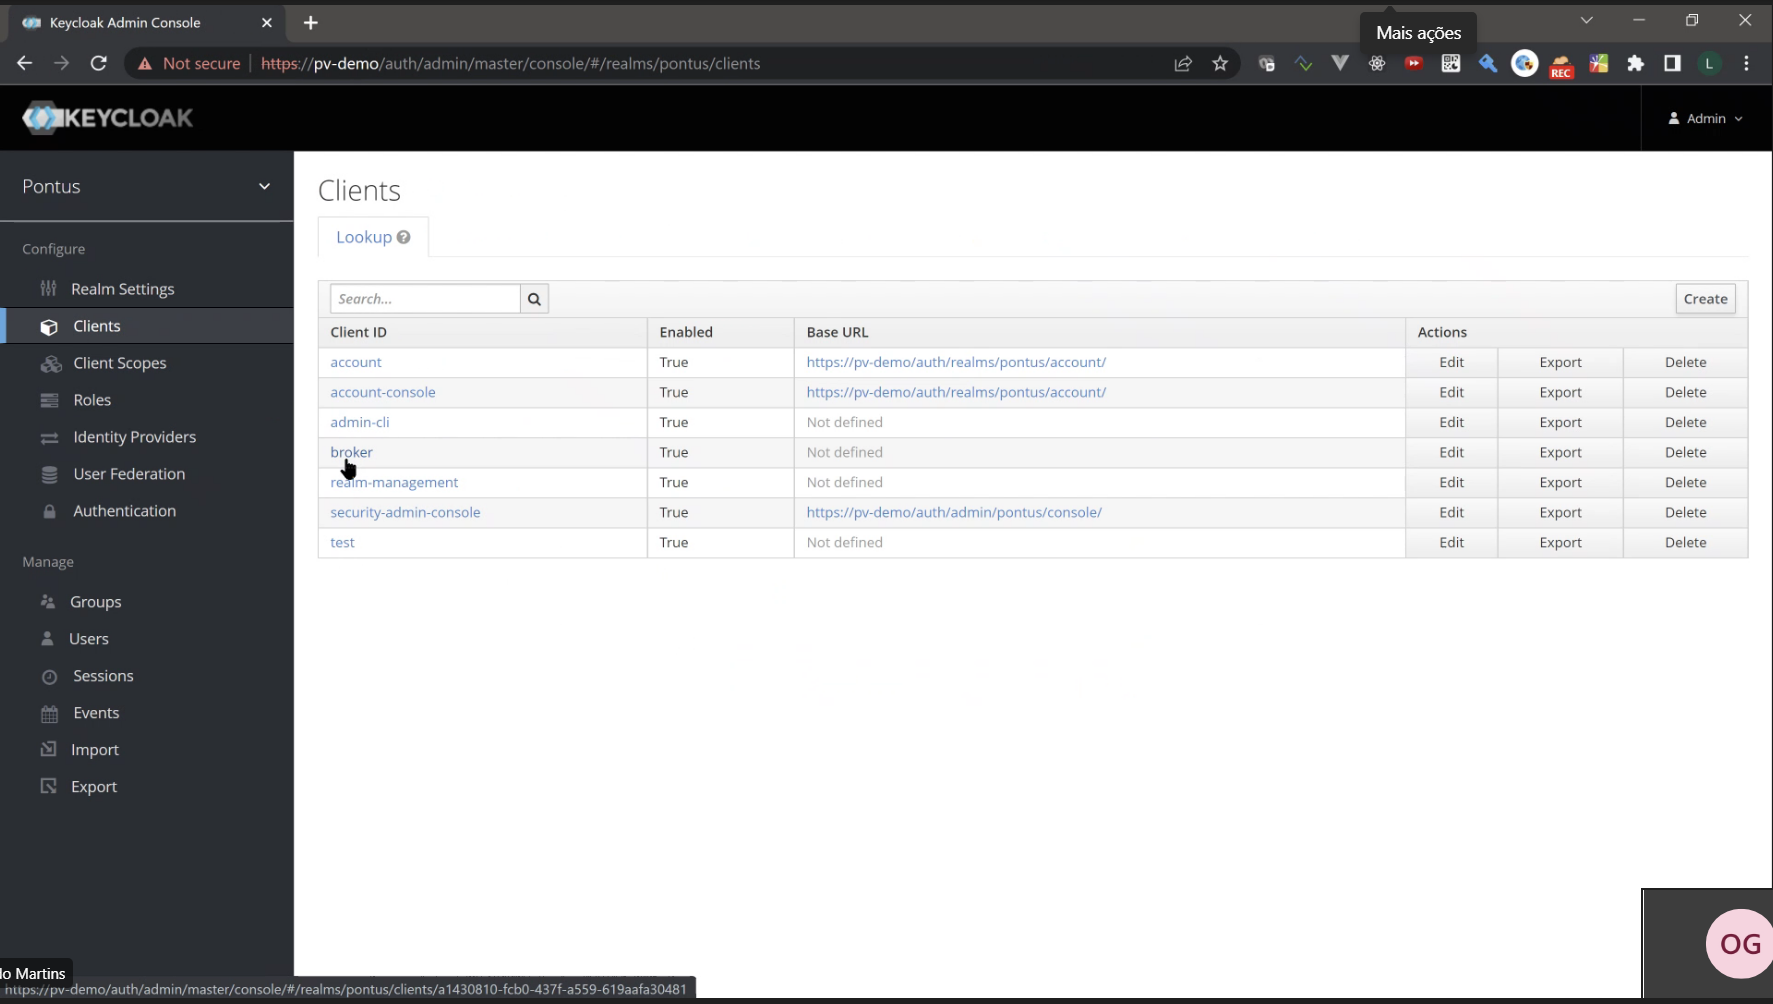 Keycloak Admin Console
Mais ações
Not secure
https://pv-demo/auth/admin/master/console/#/realms/pontus/clients
REC
L
KEYCLOAK
Admin
Pontus
Clients
Lookup
Configure
Realm Settings
Clients
Client Scopes
Roles
Identity Providers
User Federation
Authentication
Manage
Groups
Users
Sessions
Events
Import
Export
Search...
Create
Client ID Enabled Base URL Actions
account True https://pv-demo/auth/realms/pontus/account/ Edit Export Delete
account-console True https://pv-demo/auth/realms/pontus/account/ Edit Export Delete
admin-cli True Not defined Edit Export Delete
broker True Not defined Edit Export Delete
realm-management True Not defined Edit Export Delete
security-admin-console True https://pv-demo/auth/admin/pontus/console/ Edit Export Delete
test True Not defined Edit Export Delete
OG
lo Martins
https://pv-demo/auth/admin/master/console/#/realms/pontus/clients/a1430810-fcb0-437f-a559-619aafa30481